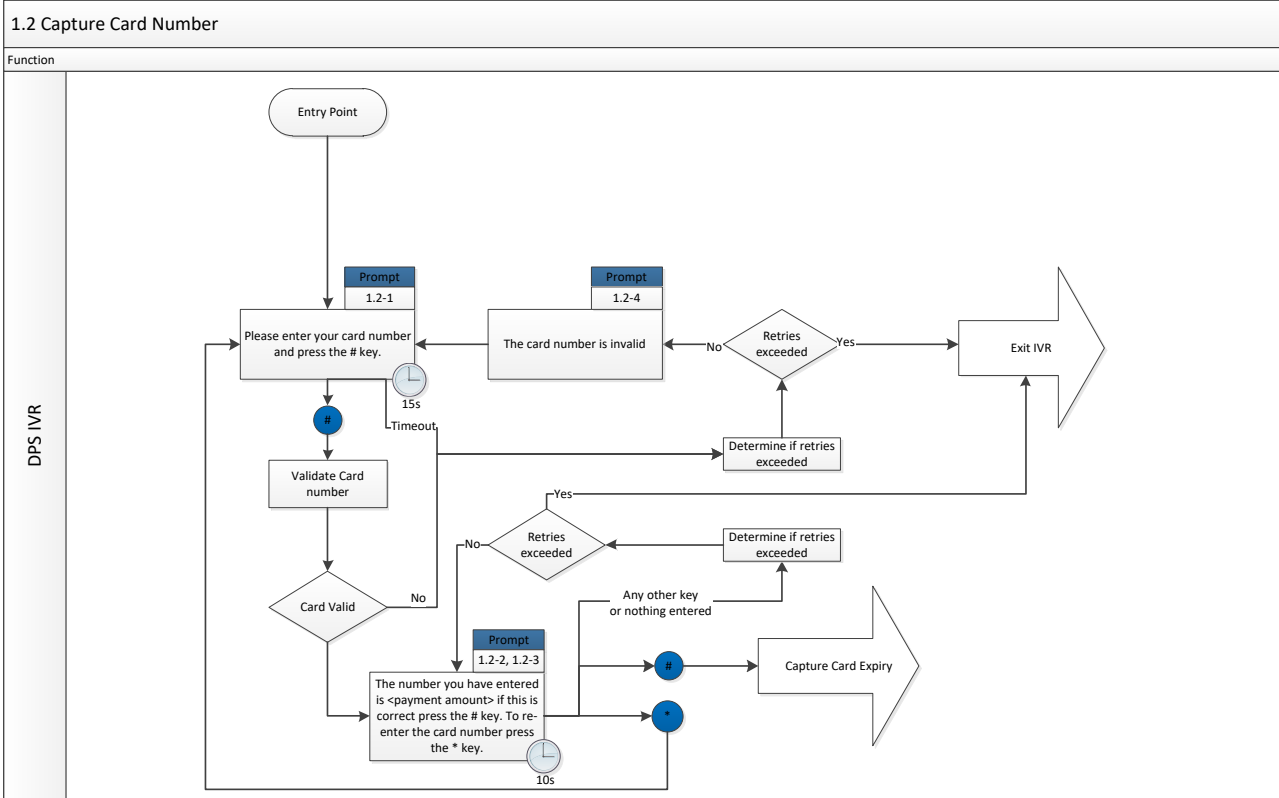 1.2 Capture Card Number
Function
DPS IVR
Entry Point
Prompt
1.2-1
Please enter your card number
and press the # key.
15s
Prompt
1.2-4
The card number is invalid
No
Retries
exceeded
Yes
Exit IVR
#
Timeout
Determine if retries
exceeded
Validate Card
number
Yes
Retries
exceeded
No
Determine if retries
exceeded
Card Valid
No
Any other key
or nothing entered
Prompt
1.2-2, 1.2-3
The number you have entered
is <payment amount> if this is
correct press the # key. To re-
enter the card number press
the * key.
10s
#
Capture Card Expiry
*